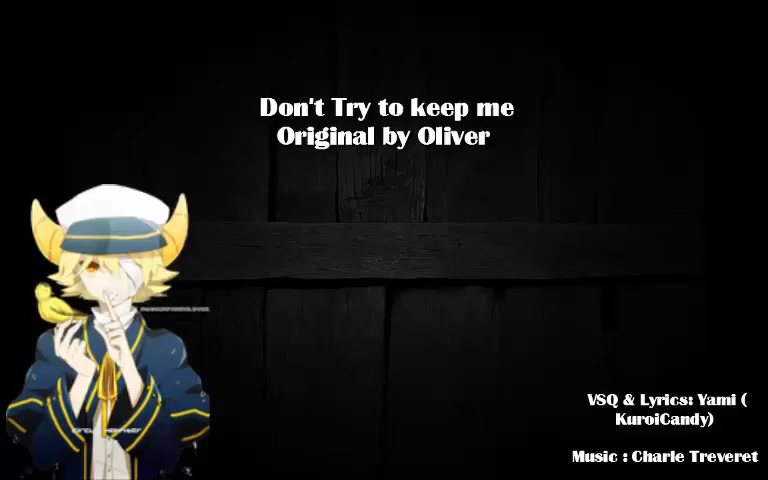 Don't Try to keep me
Original by Oliver
VSQ & Lyrics: Yami (
KuroiCandy)
Music : Charle Treveret